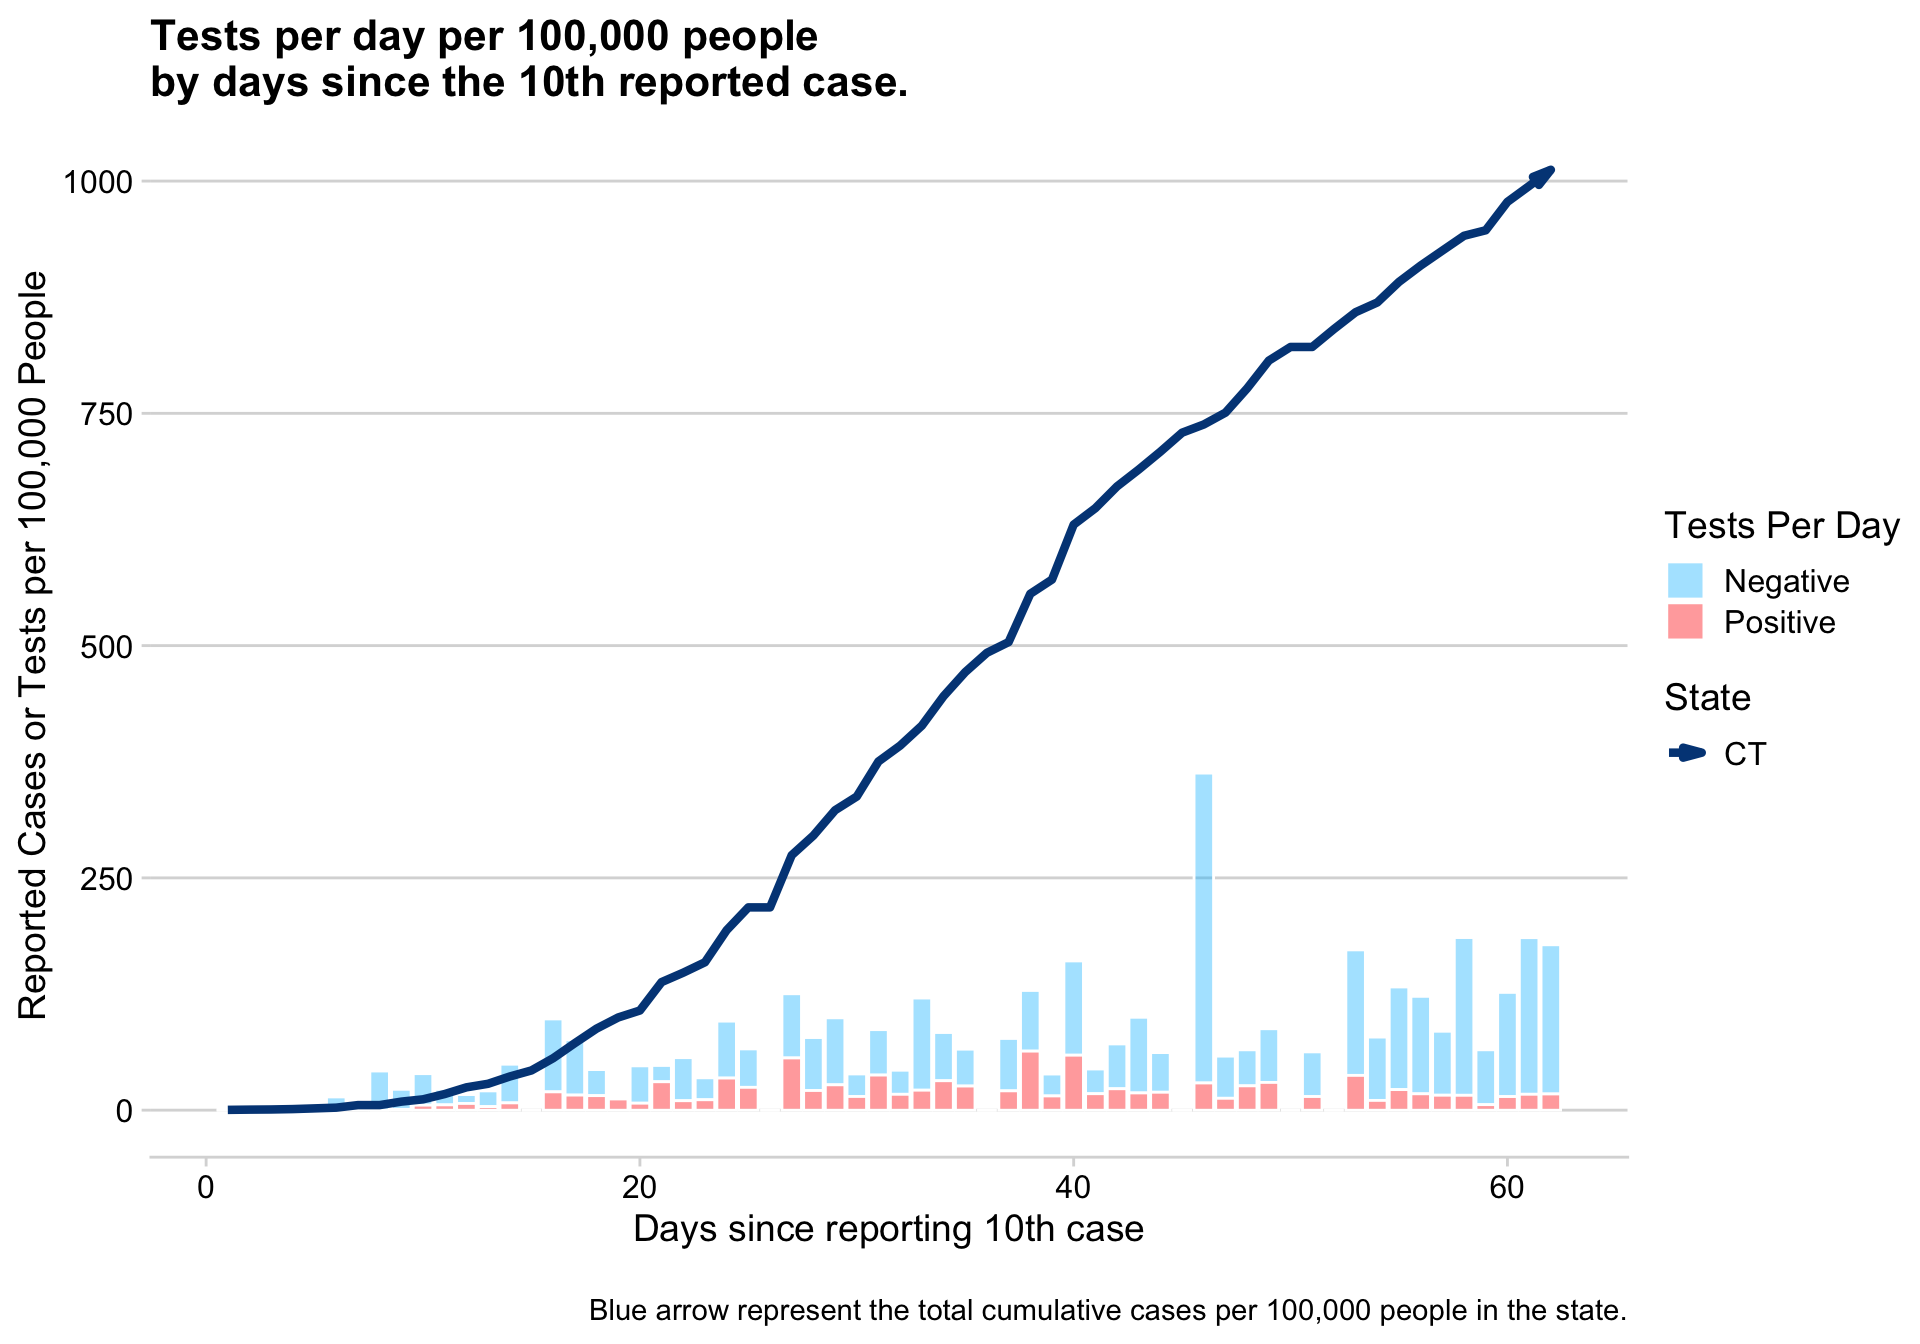 Tests per day per 100,000 people
by days since the 10th reported case.
Reported Cases or Tests per 100,000 People
1000
750
500
250
0
0
20
40
60
Days since reporting 10th case
Tests Per Day
Negative
Positive
State
CT
Blue arrow represent the total cumulative cases per 100,000 people in the state.